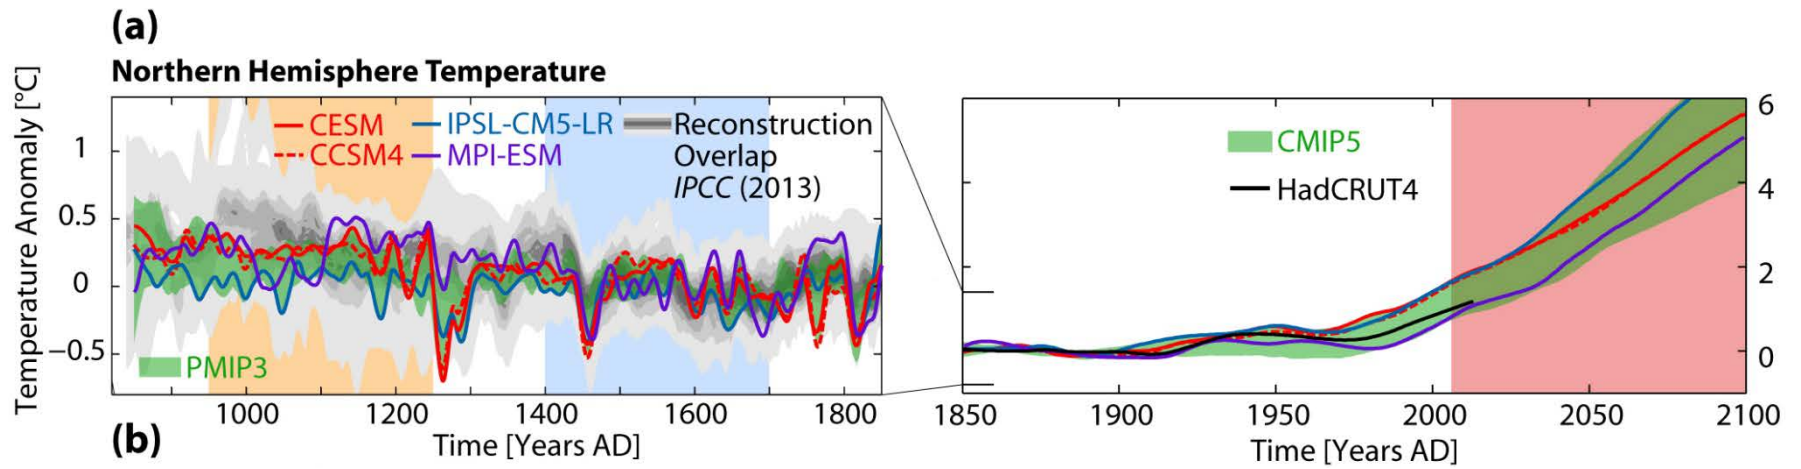 (a)
Northern Hemisphere Temperature
Temperature Anomaly [°C]
1
0.5
0
−0.5
CESM
CCSM4
IPSL-CM5-LR
MPI-ESM
Reconstruction
Overlap
IPCC (2013)
PMIP3
1000 1200 1400 1600 1800
Time [Years AD]
CMIP5
HadCRUT4
6
4
2
0
1850 1900 1950 2000 2050 2100
Time [Years AD]
(b)